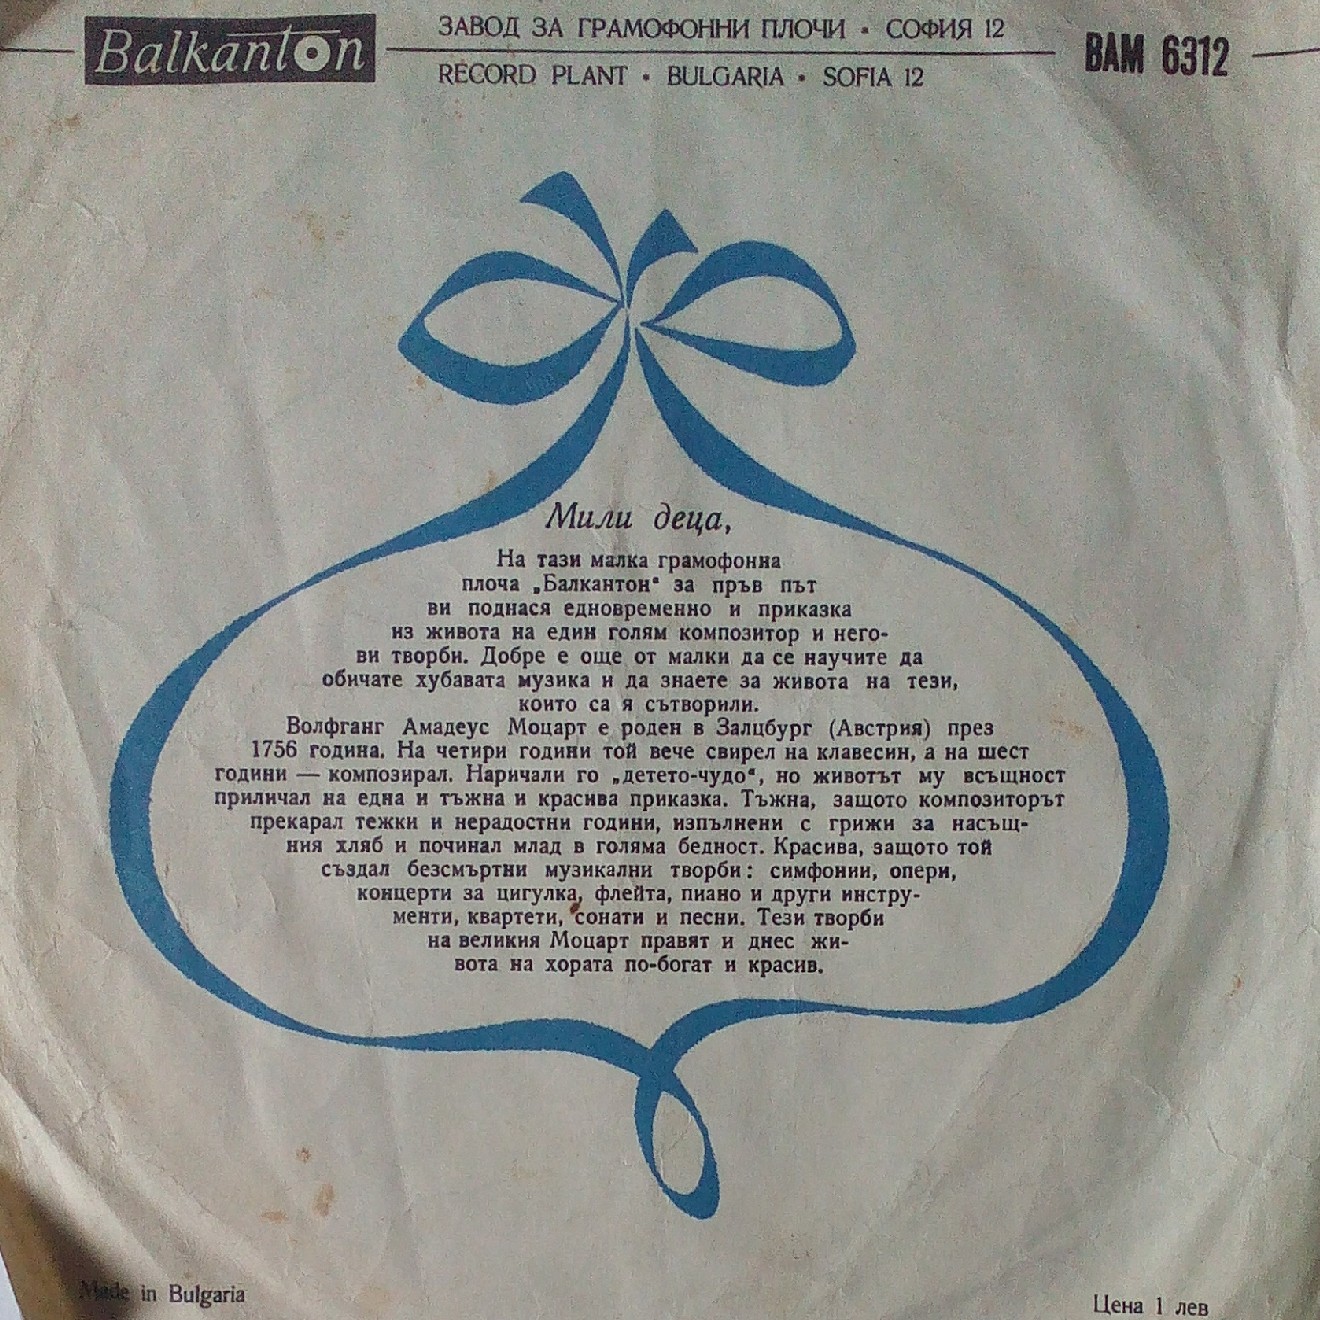 Balkanton
ЗАВОД ЗА ГРАМОФОННИ ПЛОЧИ • СОФИЯ 12
RECORD PLANT • BULGARIA • SOFIA 12
ВАМ 6312
Мили деца,
На тази малка грамофонна
плоча „Балкантон“ за пръв път
ви поднася едновременно и приказка
из живота на един голям композитор и него-
ви творби. Добре е още от малки да се научите да
обичате хубавата музика и да знаете за живота на тези,
които са я сътворили.
Волфганг Амадеус Моцарт е роден в Залцбург (Австрия) през
1756 година. На четири години той вече свирел на клавесин, а на шест
години — композирал. Наричали го „детето-чудо“, но животът му всъщност
приличал на една и тъжна и красива приказка. Тъжна, защото композиторът
прекарал тежки и нерадостни години, изпълнени с грижи за насъщ-
ния хляб и починал млад в голяма бедност. Красива, защото той
създал безсмъртни музикални творби: симфонии, опери,
концерти за цигулка, флейта, пиано и други инстру-
менти, квартети, сонати и песни. Тези творби
на великия Моцарт правят и днес жи-
вота на хората по-богат и красив.
Made in Bulgaria
Цена 1 лев